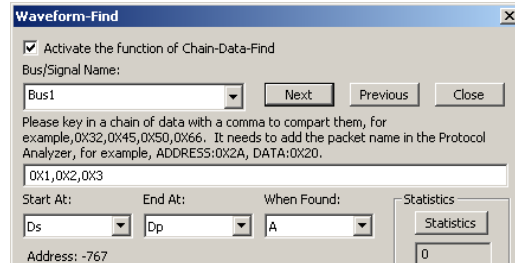 Waveform-Find
Activate the function of Chain-Data-Find
Bus/Signal Name:
Bus1 Next Previous Close
Please key in a chain of data with a comma to compart them, for
example,0X32,0X45,0X50,0X66. It needs to add the packet name in the Protocol
Analyzer, for example, ADDRESS:0X2A, DATA:0X20.
0X1,0X2,0X3
Start At: End At: When Found: Statistics
Ds Dp A Statistics
Address: -767 0